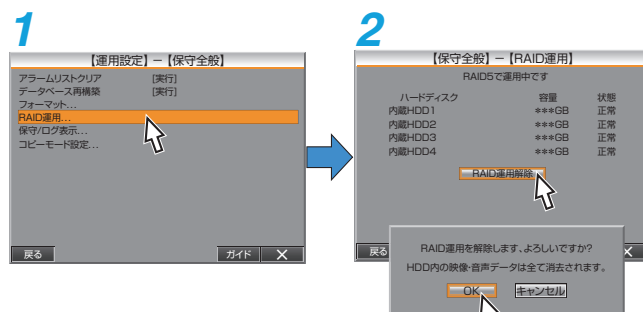 1
【運用設定】－【保守全般】
アラームリストクリア [実行]
データベース再構築 [実行]
フォーマット...
RAID運用...
保守/ログ表示...
コピーモード設定...
戻る ガイド ×
2
【保守全般】－【RAID運用】
RAID5で運用中です
ハードディスク 容量 状態
内蔵HDD1 ***GB 正常
内蔵HDD2 ***GB 正常
内蔵HDD3 ***GB 正常
内蔵HDD4 ***GB 正常
RAID運用解除
戻る ×
RAID運用を解除します、よろしいですか?
HDD内の映像・音声データは全て消去されます。
OK キャンセル